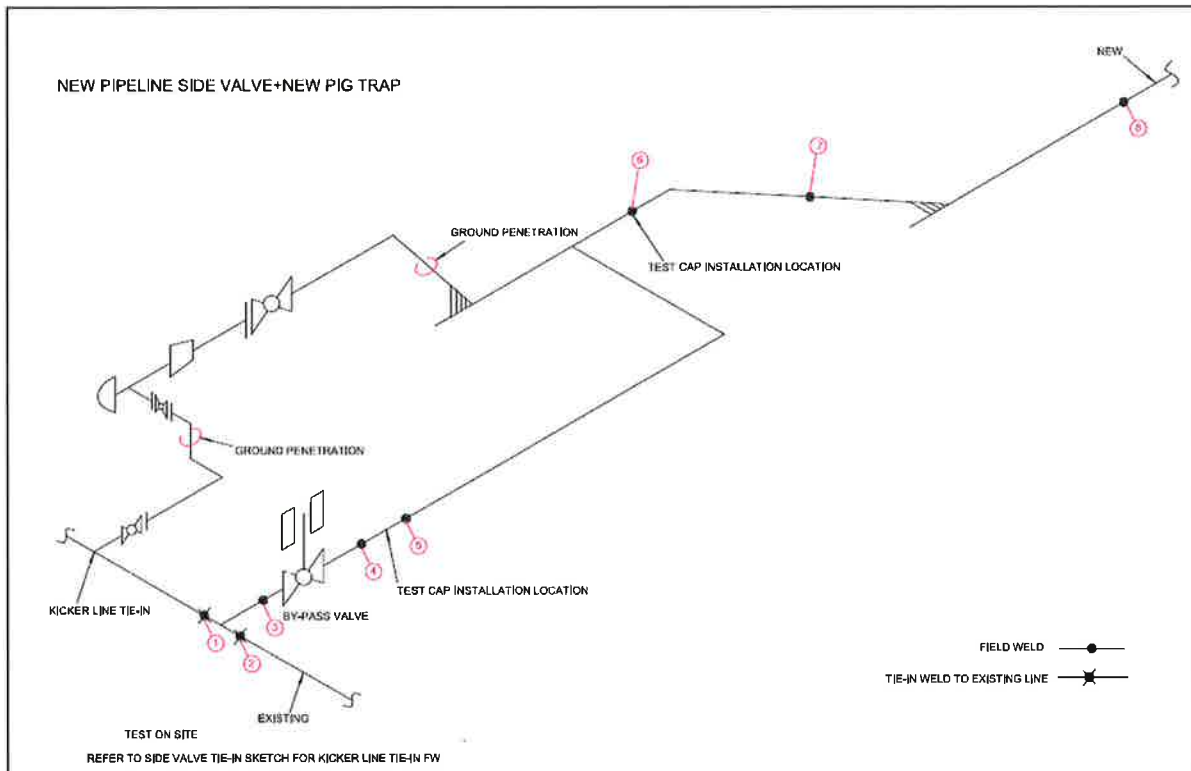 NEW
NEW PIPELINE SIDE VALVE+NEW PIG TRAP
8
7
6
GROUND PENETRATION
TEST CAP INSTALLATION LOCATION
GROUND PENETRATION
5
4
TEST CAP INSTALLATION LOCATION
KICKER LINE TIE-IN
3
BY-PASS VALVE
1
2
FIELD WELD
TIE-IN WELD TO EXISTING LINE
EXISTING
TEST ON SITE
REFER TO SIDE VALVE TIE-IN SKETCH FOR KICKER LINE TIE-IN FW